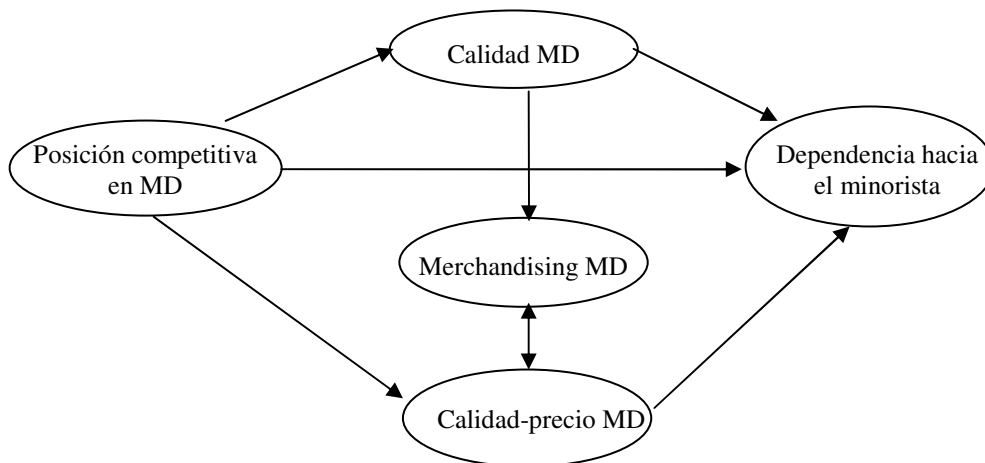 Calidad MD
Posición competitiva
en MD
Dependencia hacia
el minorista
Merchandising MD
Calidad-precio MD